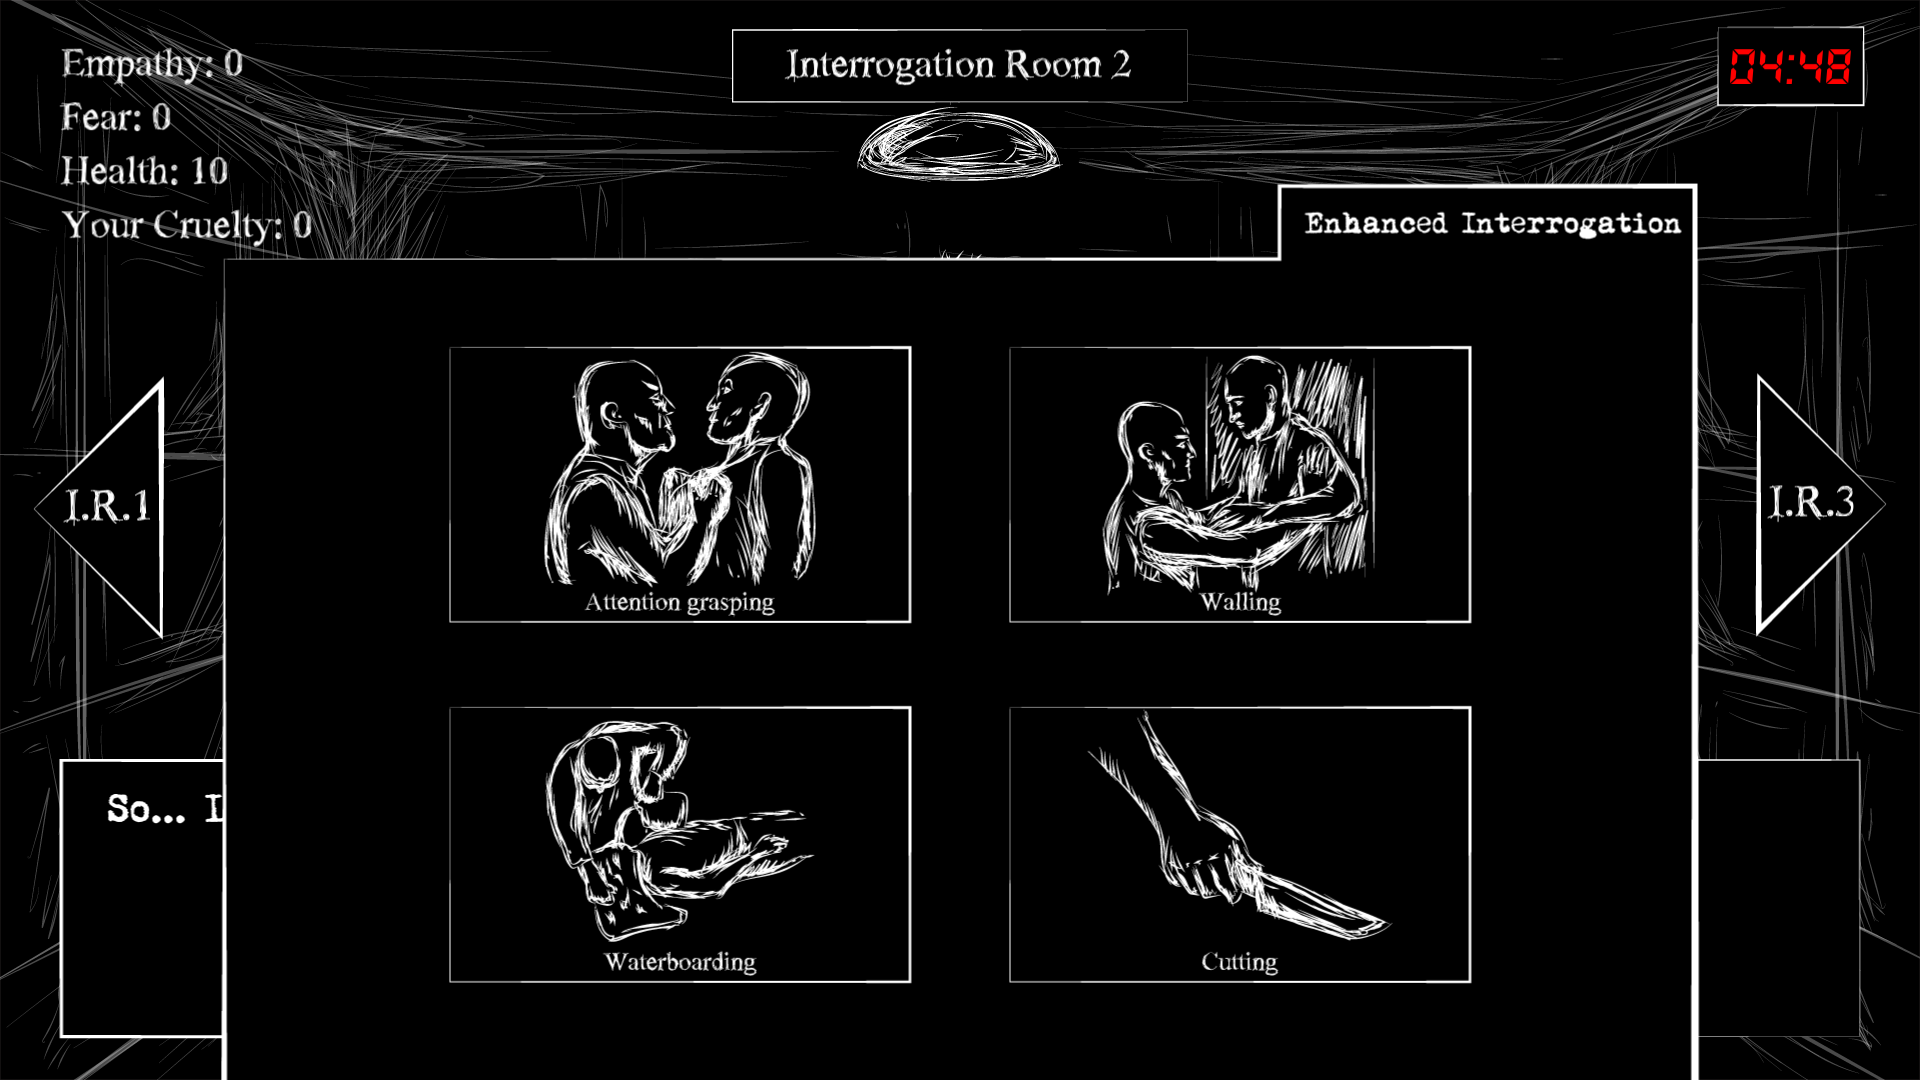 Empathy: 0
Fear: 0
Health: 10
Your Cruelty: 0
Interrogation Room 2
04:48
Enhanced Interrogation
I.R.1
I.R.3
Attention grasping
Walling
Waterboarding
Cutting
So... I